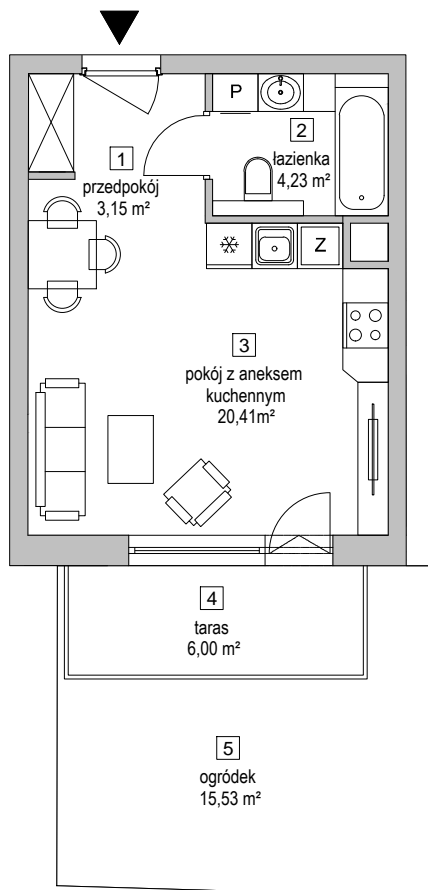 P
1
przedpokój
3,15 m²
2
łazienka
4,23 m²
Z
3
pokój z aneksem
kuchennym
20,41m²
4
taras
6,00 m²
5
ogródek
15,53 m²